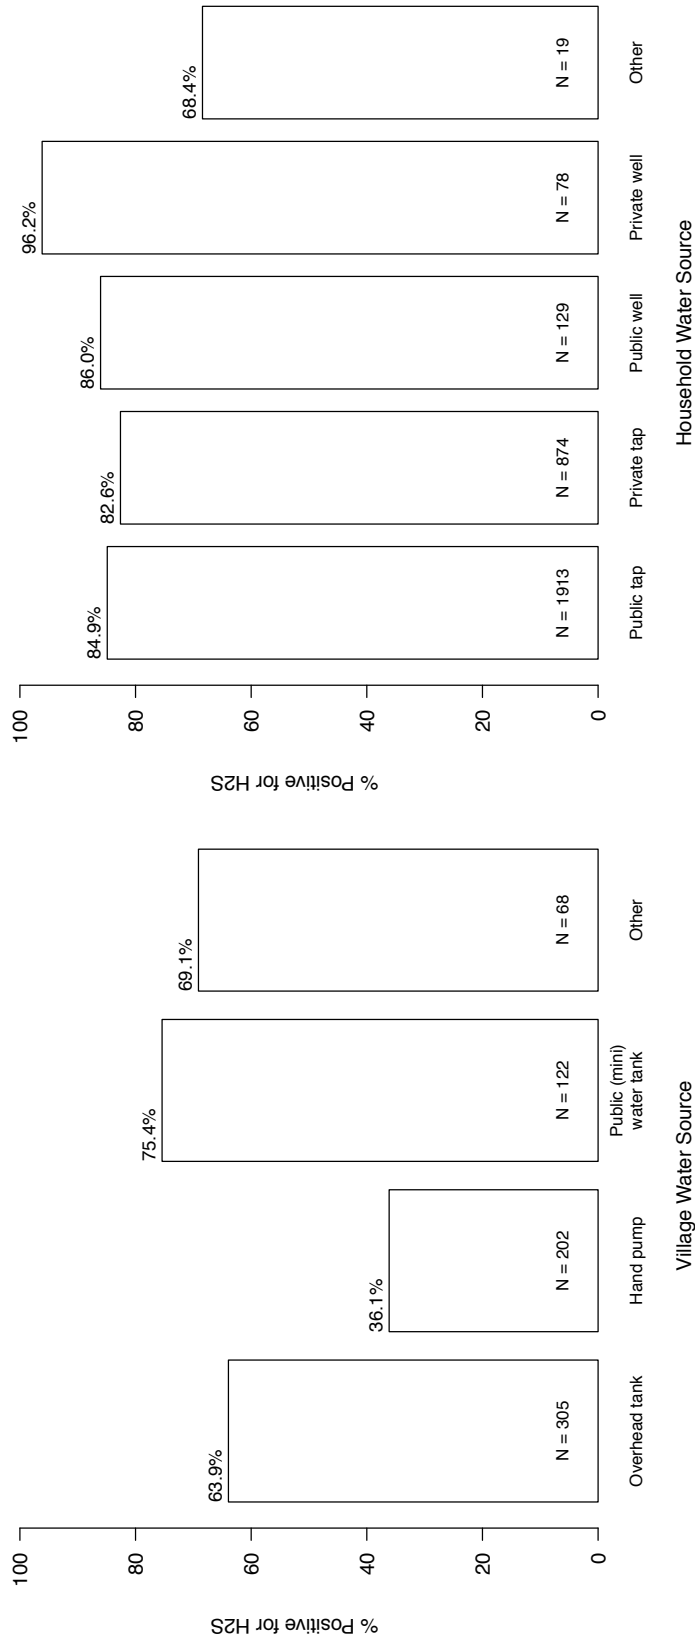 % Positive for H2S
100
80
60
40
20
0
63.9%
36.1%
75.4%
69.1%
N = 305
N = 202
N = 122
N = 68
Overhead tank
Hand pump
Public (mini)
water tank
Other
Village Water Source
% Positive for H2S
100
80
60
40
20
0
84.9%
82.6%
86.0%
96.2%
68.4%
N = 1913
N = 874
N = 129
N = 78
N = 19
Public tap
Private tap
Public well
Private well
Other
Household Water Source